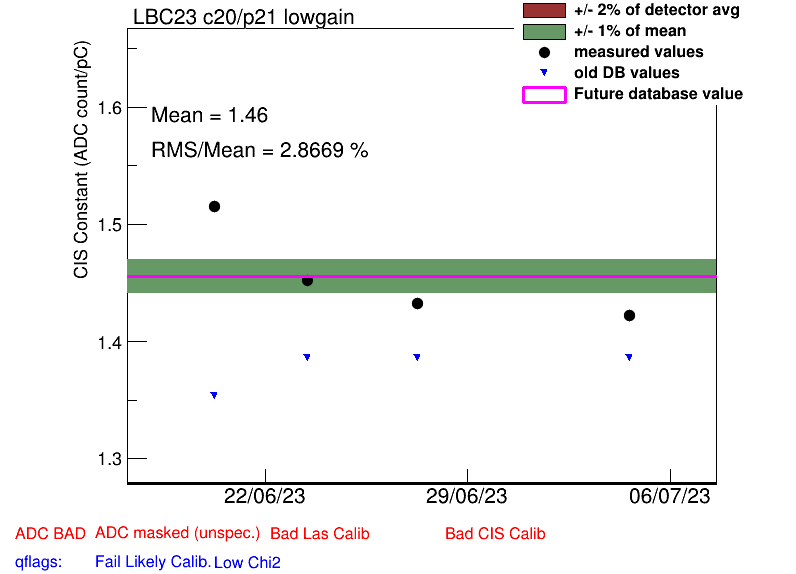 LBC23 c20/p21 lowgain
+/- 2% of detector avg
+/- 1% of mean
measured values
old DB values
Future database value
CIS Constant (ADC count/pC)
Mean = 1.46
RMS/Mean = 2.8669 %
1.6
1.5
1.4
1.3
22/06/23 29/06/23 06/07/23
ADC BAD ADC masked (unspec.) Bad Las Calib Bad CIS Calib
qflags: Fail Likely Calib. Low Chi2